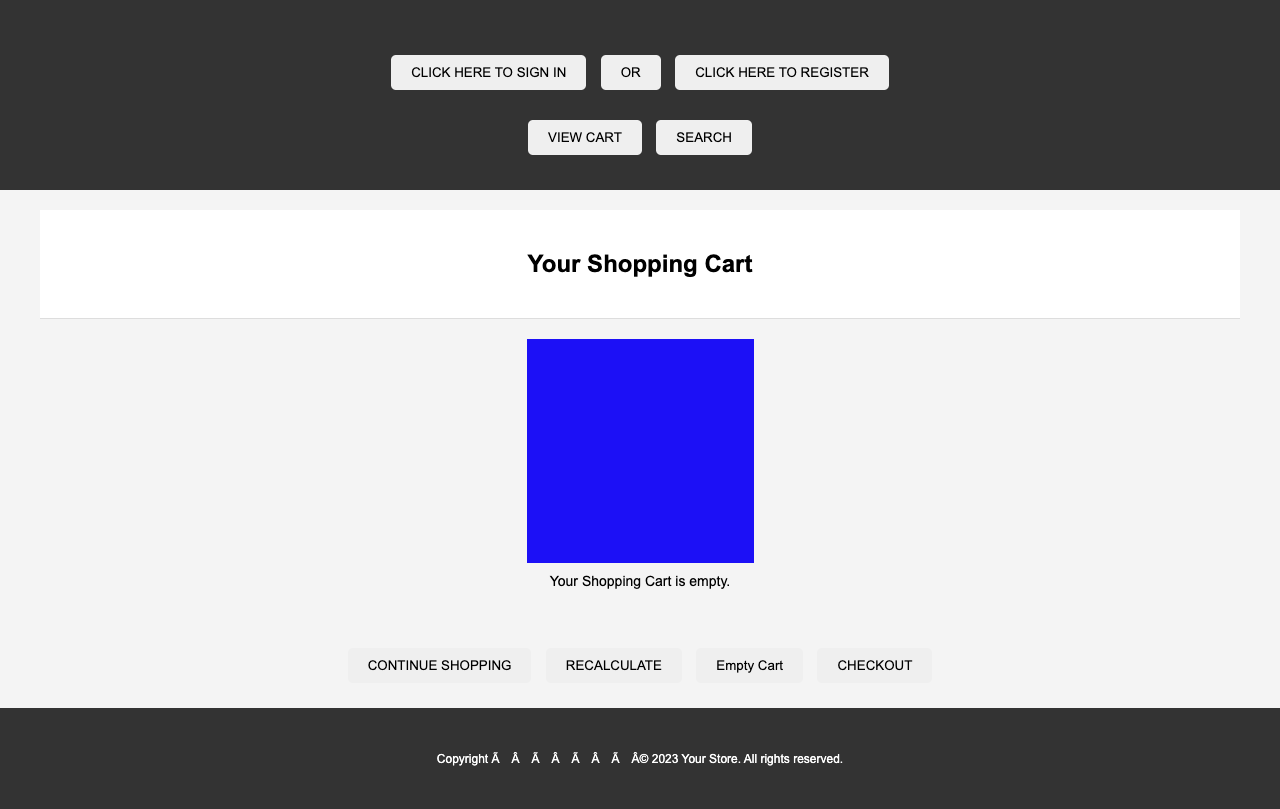 CLICK HERE TO SIGN IN OR CLICK HERE TO REGISTER
VIEW CART SEARCH
Your Shopping Cart
Your Shopping Cart is empty.
CONTINUE SHOPPING RECALCULATE Empty Cart CHECKOUT
Copyright Ã Â Ã Â Ã Â Ã Â© 2023 Your Store. All rights reserved.